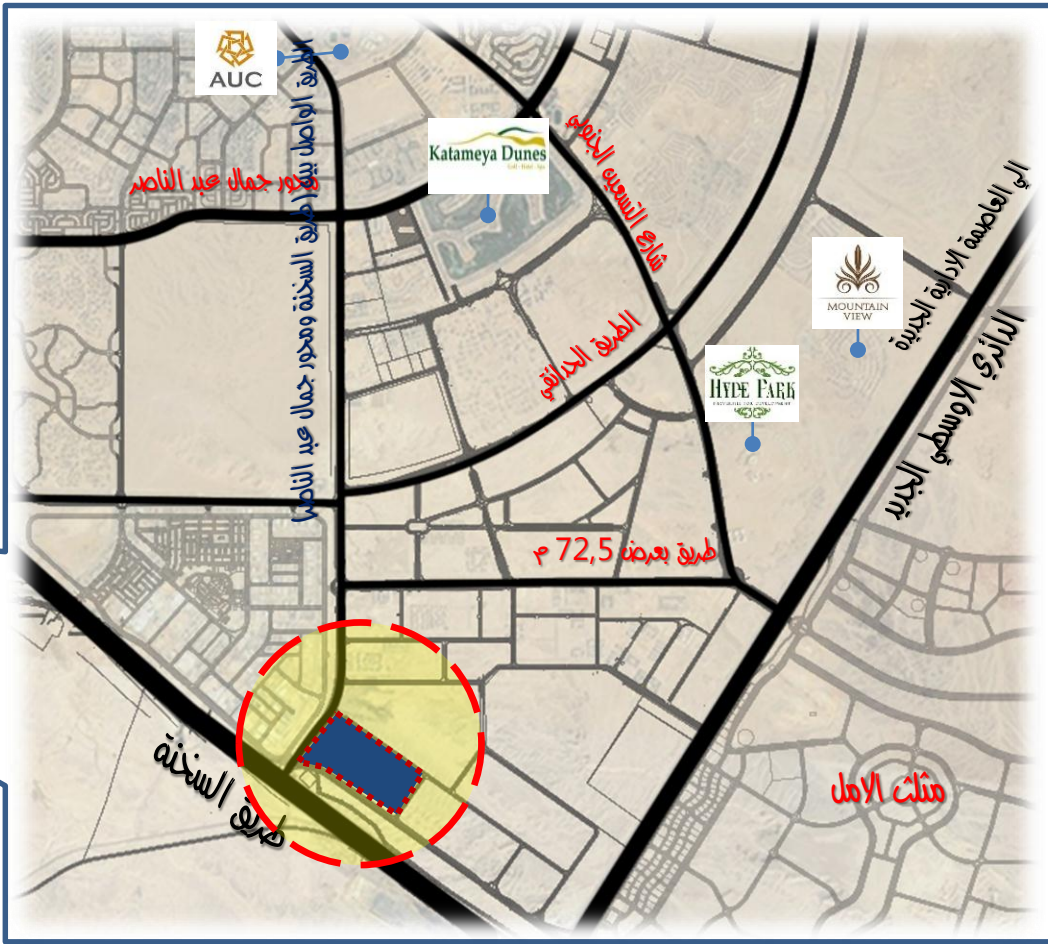 AUC
الطريق الواصل بين طريق السخنة ومحور جمال عبد الناصر
محور جمال عبد الناصر
Katameya Dunes
شارع التسعين الجنوبي
الي العاصمة الادارية الجديدة
MOUNTAIN
VIEW
الطريق الحدائقي
HYDE PARK
الدائري الاوسطي الجديد
طريق بعرض 72,5 م
طريق السخنة
مثلث الامل